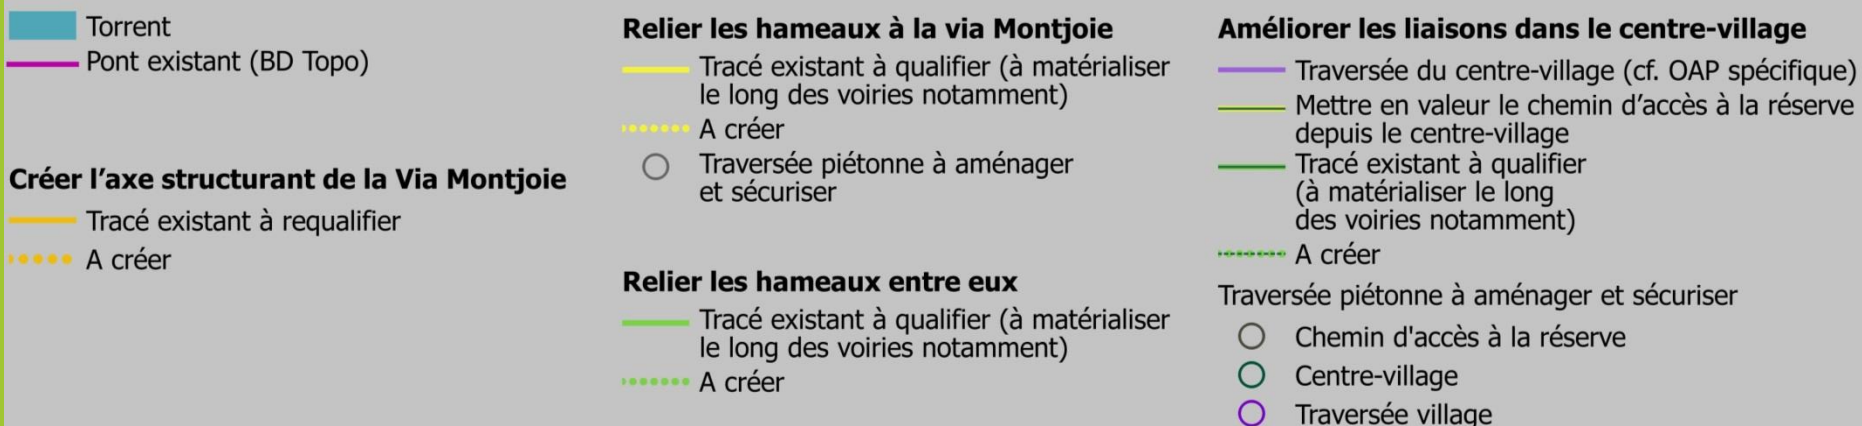 Torrent
Pont existant (BD Topo)
Créer l'axe structurant de la Via Montjoie
Tracé existant à requalifier
A créer
Relier les hameaux à la via Montjoie
Tracé existant à qualifier (à matérialiser
le long des voiries notamment)
A créer
Traversée piétonne à aménager
et sécuriser
Relier les hameaux entre eux
Tracé existant à qualifier (à matérialiser
le long des voiries notamment)
A créer
Améliorer les liaisons dans le centre-village
Traversée du centre-village (cf. OAP spécifique)
Mettre en valeur le chemin d'accès à la réserve
depuis le centre-village
Tracé existant à qualifier
(à matérialiser le long
des voiries notamment)
A créer
Traversée piétonne à aménager et sécuriser
Chemin d'accès à la réserve
Centre-village
Traversée village